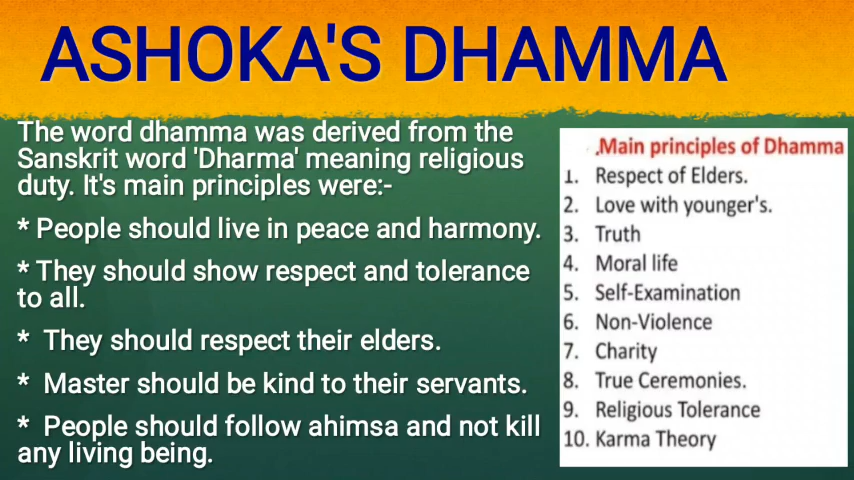 ASHOKA'S DHAMMA
The word dhamma was derived from the
Sanskrit word 'Dharma' meaning religious
duty. It's main principles were:-
* People should live in peace and harmony.
* They should show respect and tolerance
to all.
* They should respect their elders.
* Master should be kind to their servants.
* People should follow ahimsa and not kill
any living being.
.Main principles of Dhamma
1. Respect of Elders.
2. Love with younger's.
3. Truth
4. Moral life
5. Self-Examination
6. Non-Violence
7. Charity
8. True Ceremonies.
9. Religious Tolerance
10. Karma Theory